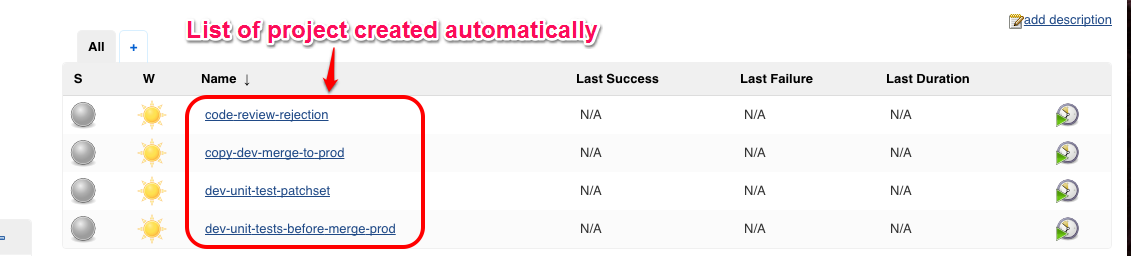 List of project created automatically
add description
All
+
S W Name ↓ Last Success Last Failure Last Duration
code-review-rejection N/A N/A N/A
copy-dev-merge-to-prod N/A N/A N/A
dev-unit-test-patchset N/A N/A N/A
dev-unit-tests-before-merge-prod N/A N/A N/A